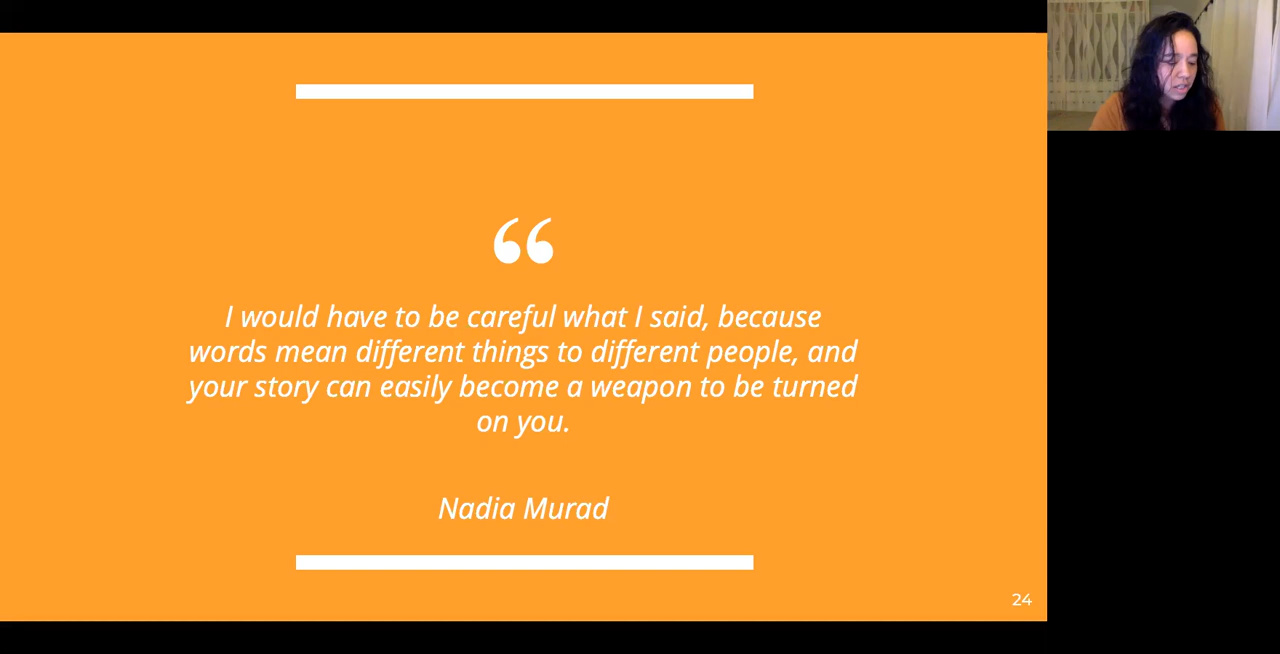 “
I would have to be careful what I said, because
words mean different things to different people, and
your story can easily become a weapon to be turned
on you.
Nadia Murad
24